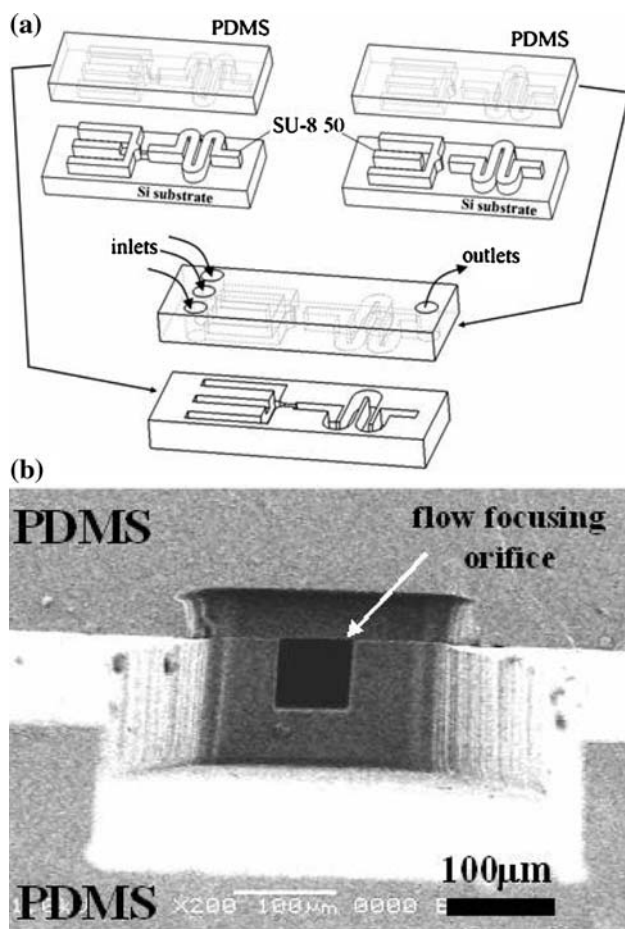 (a)
PDMS
PDMS
SU-8 50
Si substrate
Si substrate
inlets
outlets
(b)
PDMS
flow focusing
orifice
100μm
PDMS
X200 100μm 0000